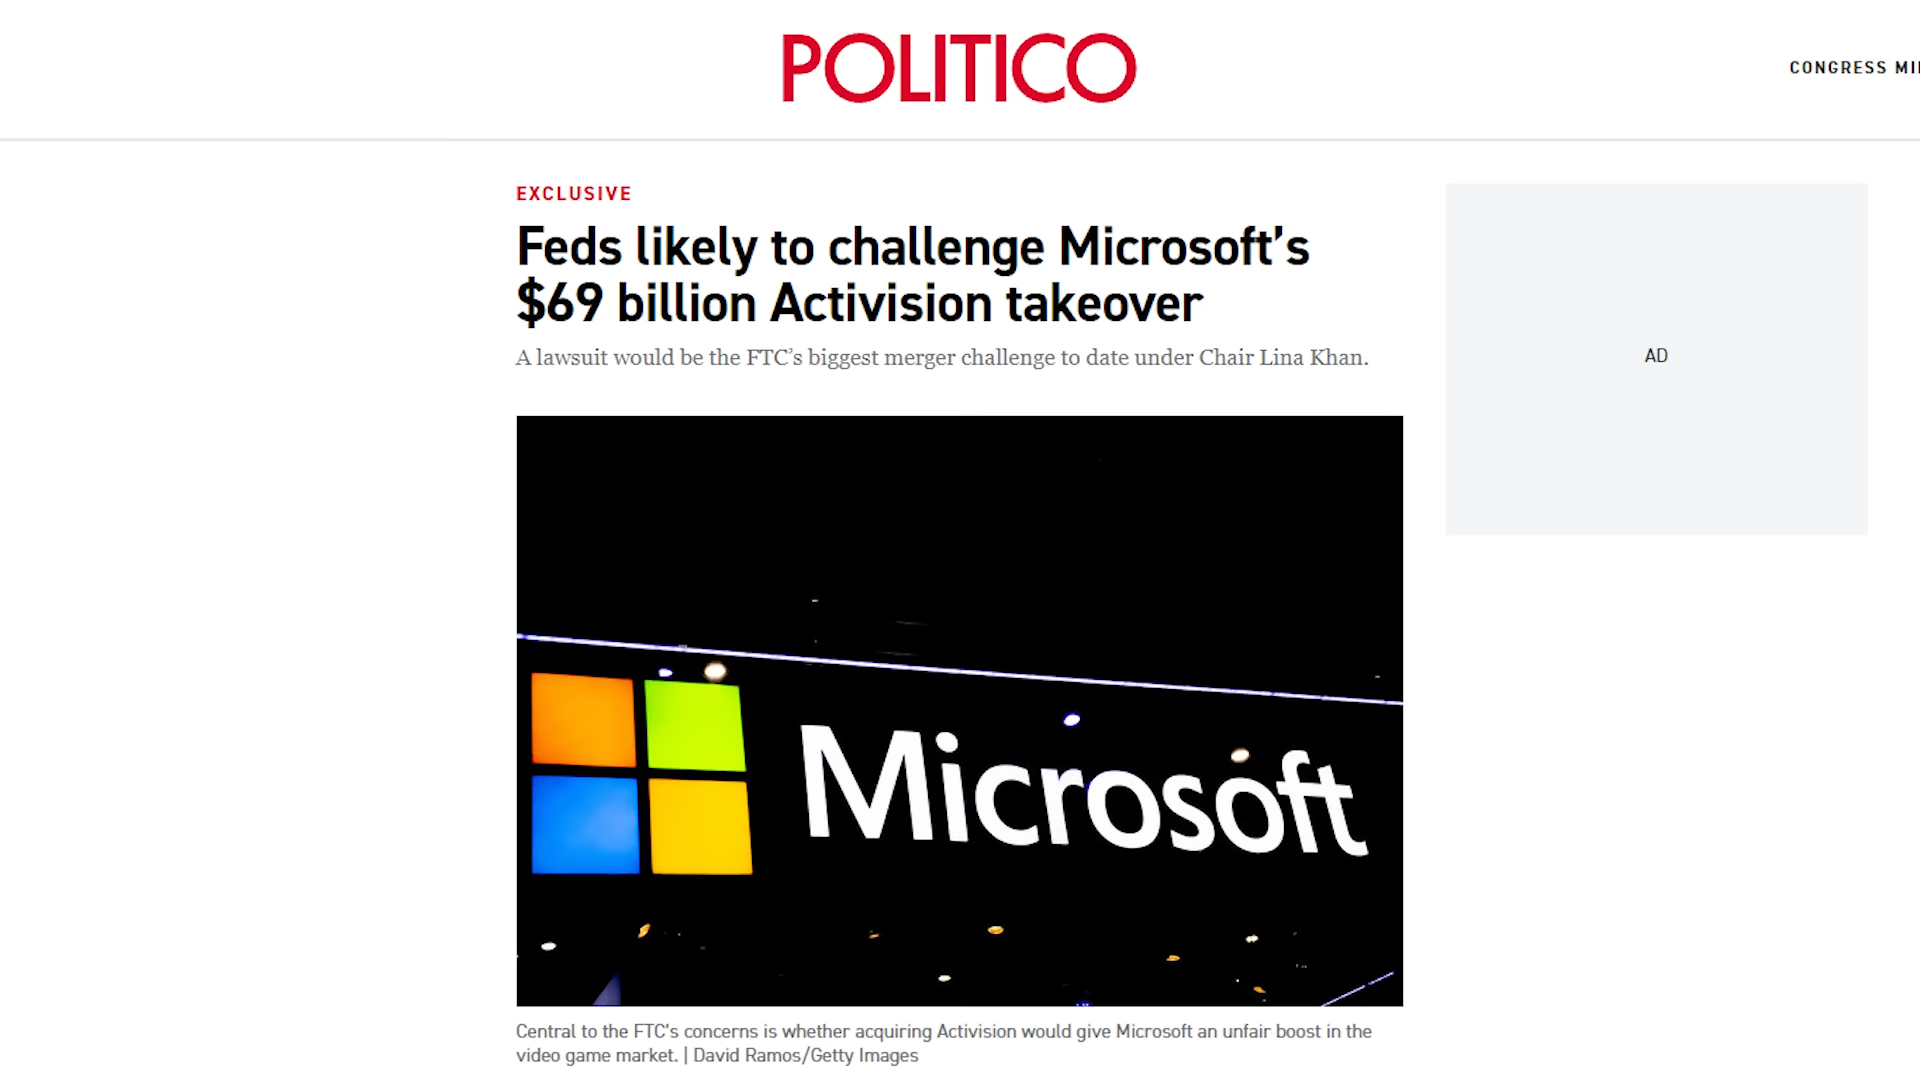 POLITICO
CONGRESS
EXCLUSIVE
Feds likely to challenge Microsoft’s
$69 billion Activision takeover
A lawsuit would be the FTC’s biggest merger challenge to date under Chair Lina Khan.
AD
Microsoft
Central to the FTC’s concerns is whether acquiring Activision would give Microsoft an unfair boost in the
video game market. | David Ramos/Getty Images